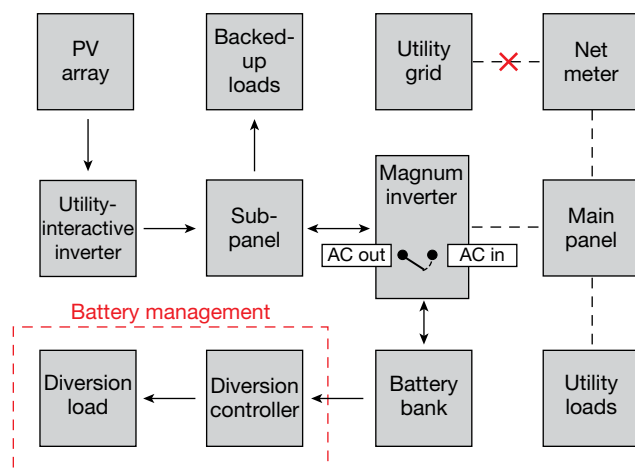 PV
array
Backed-
up
loads
Utility
grid
Net
meter
Utility-
interactive
inverter
Sub-
panel
Magnum
inverter
AC out
AC in
Main
panel
Battery management
Diversion
load
Diversion
controller
Battery
bank
Utility
loads